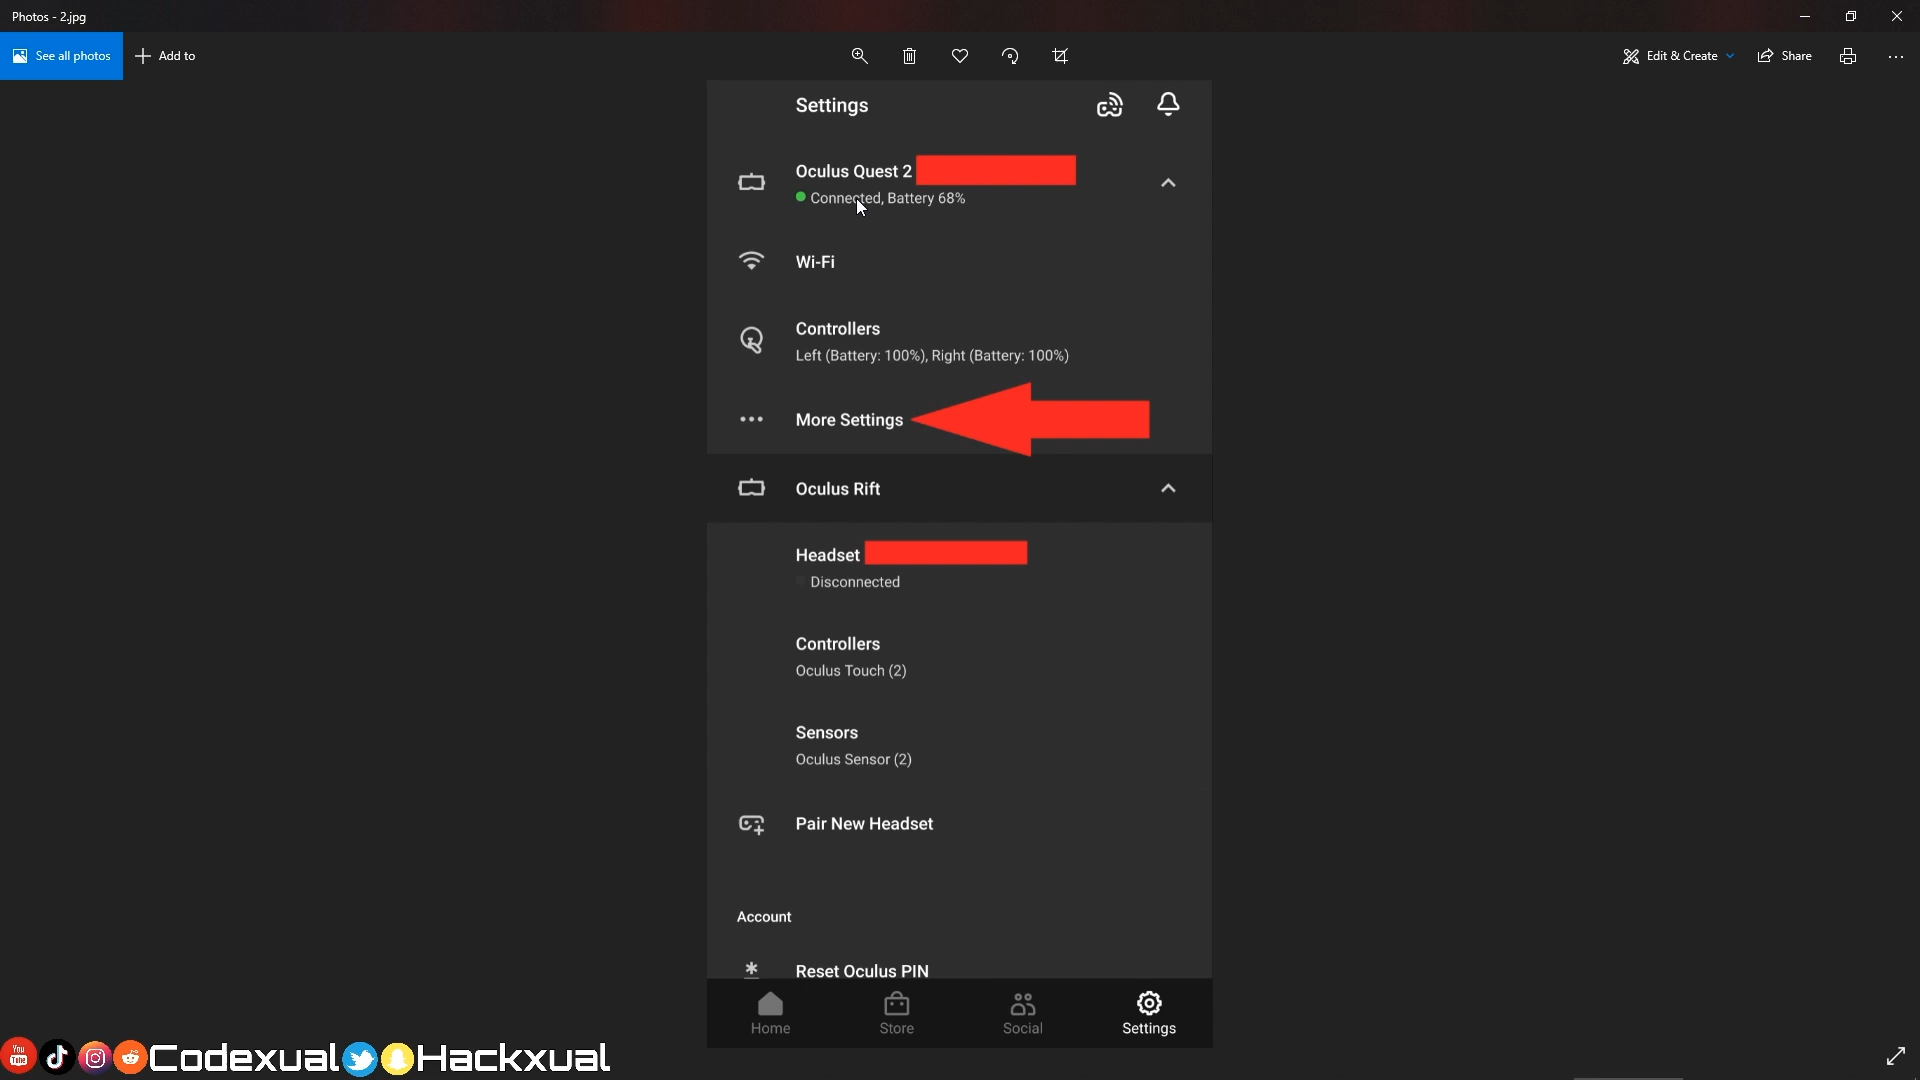 Photos - 2.jpg
See all photos
Add to
Edit & Create
Share
Settings
Oculus Quest 2
Connected, Battery 68%
Wi-Fi
Controllers
Left (Battery: 100%), Right (Battery: 100%)
More Settings
Oculus Rift
Headset
Disconnected
Controllers
Oculus Touch (2)
Sensors
Oculus Sensor (2)
Pair New Headset
Account
Reset Oculus PIN
Home
Store
Social
Settings
You
Tube
Codexual
Hackxual